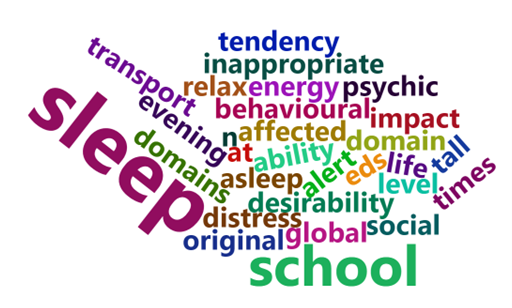 tendency
inappropriate
transport
relax
energy
psychic
evening
behavioural
impact
sleep
n
affected
domain
domains
at
ability
alert
eds
life
tall
asleep
level
times
desirability
distress
social
original
global
school